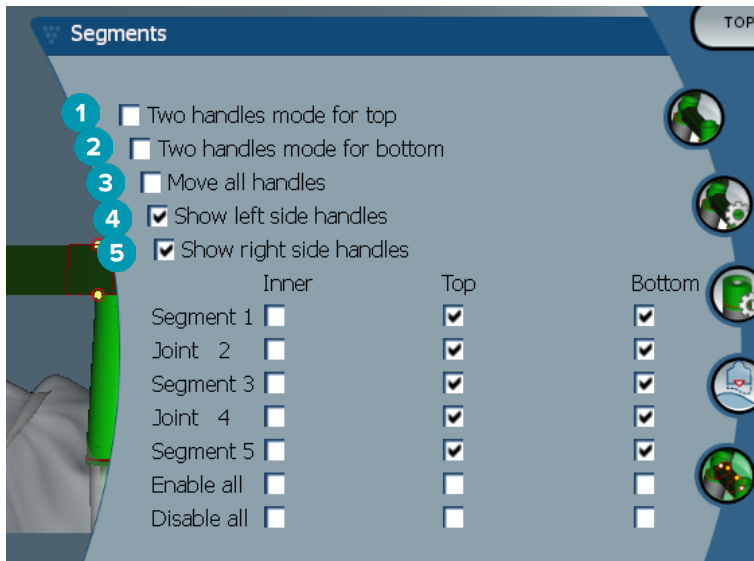 TOP
Segments
1 Two handles mode for top
2 Two handles mode for bottom
3 Move all handles
4 Show left side handles
5 Show right side handles
Inner Top Bottom
Segment 1
Joint 2
Segment 3
Joint 4
Segment 5
Enable all
Disable all